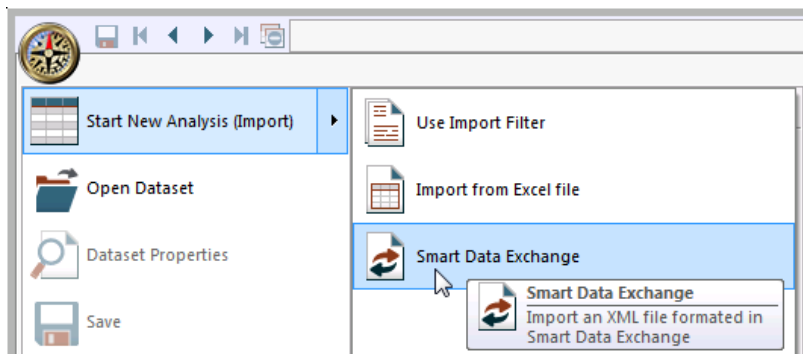 Start New Analysis (Import)
Use Import Filter
Open Dataset
Import from Excel file
Dataset Properties
Smart Data Exchange
Save
Smart Data Exchange
Import an XML file formated in
Smart Data Exchange